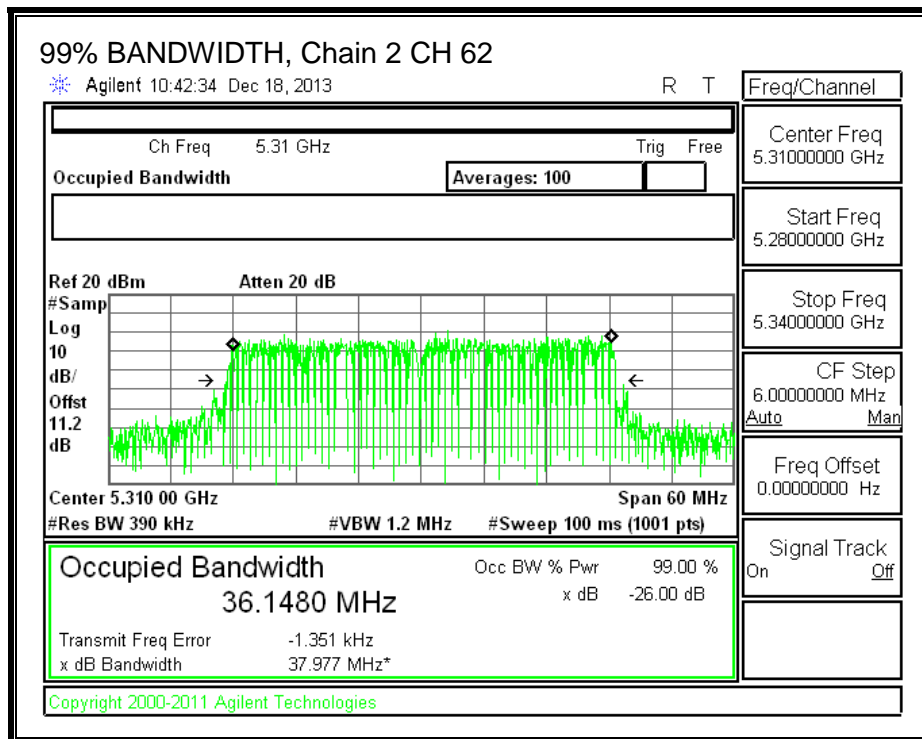 99% BANDWIDTH, Chain 2 CH 62
Agilent 10:42:34 Dec 18, 2013 R T
Freq/Channel
Ch Freq 5.31 GHz Trig Free
Occupied Bandwidth Averages: 100
Center Freq
5.31000000 GHz
Start Freq
5.28000000 GHz
Stop Freq
5.34000000 GHz
CF Step
6.00000000 MHz
Auto Man
Freq Offset
0.00000000 Hz
Signal Track
On Off
Ref 20 dBm Atten 20 dB
#Samp
Log
10
dB/
Offst
11.2
dB
Center 5.310 00 GHz Span 60 MHz
#Res BW 390 kHz #VBW 1.2 MHz #Sweep 100 ms (1001 pts)
Occupied Bandwidth Occ BW % Pwr 99.00 %
36.1480 MHz x dB -26.00 dB
Transmit Freq Error -1.351 kHz
x dB Bandwidth 37.977 MHz*
Copyright 2000-2011 Agilent Technologies